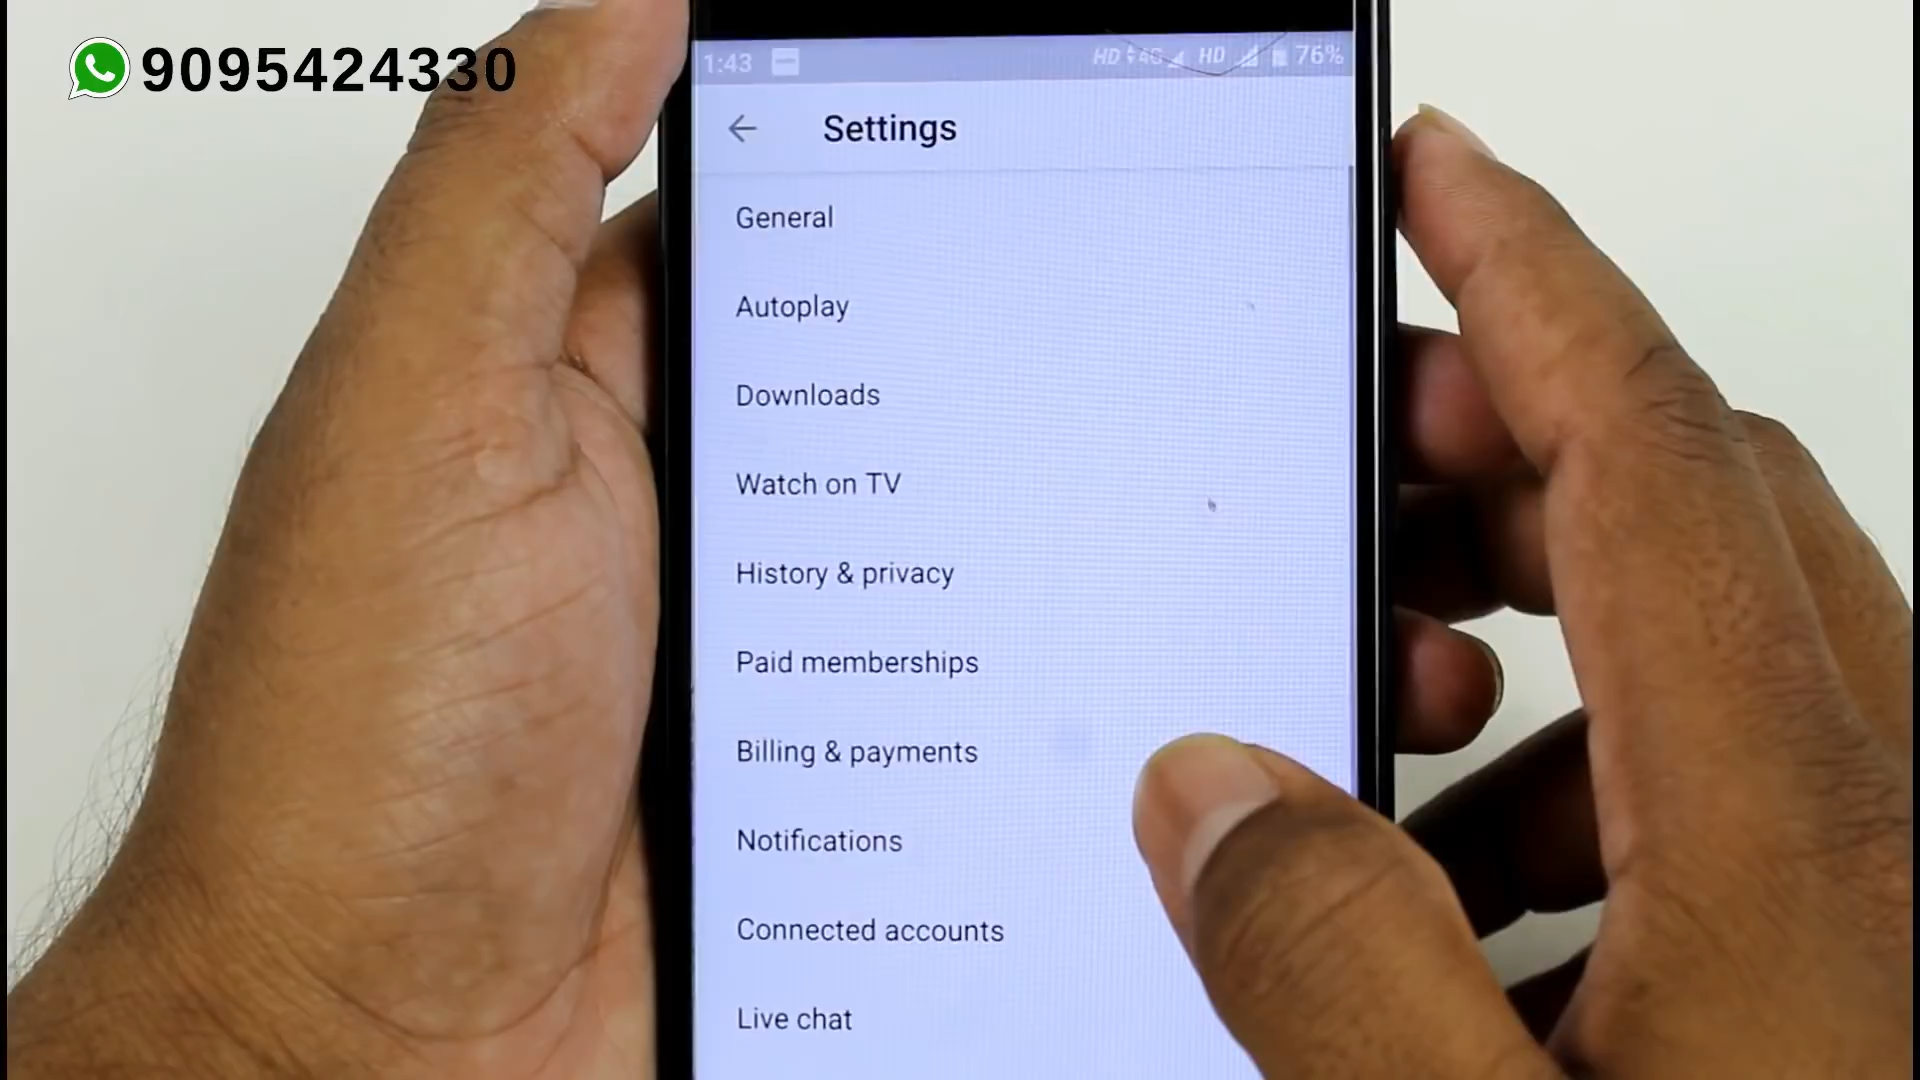 9095424330
1:43 HD 4G HD 76%
Settings
General
Autoplay
Downloads
Watch on TV
History & privacy
Paid memberships
Billing & payments
Notifications
Connected accounts
Live chat